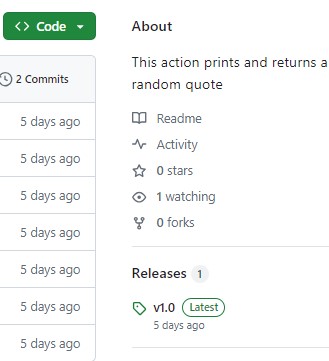 Code
2 Commits
5 days ago
5 days ago
5 days ago
5 days ago
5 days ago
5 days ago
5 days ago
About
This action prints and returns a
random quote
Readme
Activity
0 stars
1 watching
0 forks
Releases 1
v1.0 Latest
5 days ago